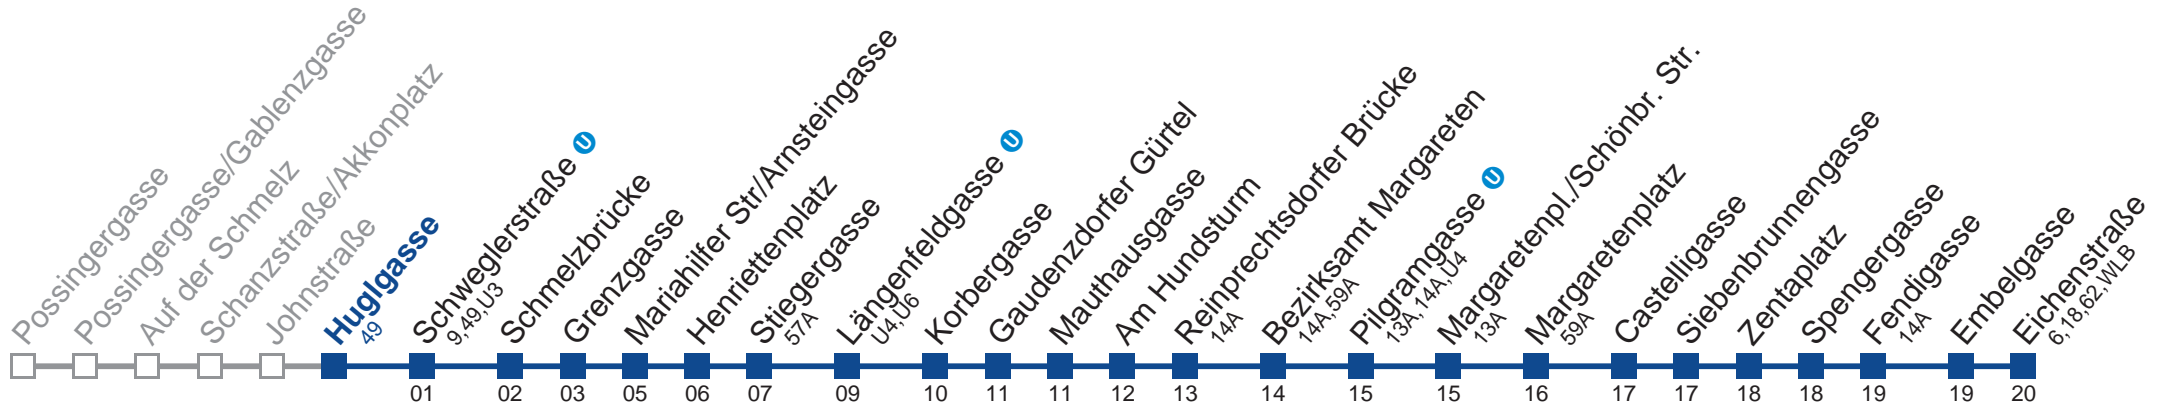 Possingergasse
Possingergasse/Gablenzgasse
Auf der Schmelz
Schanzstraße/Akkonplatz
Johnstraße
Huglgasse
49
Schweglerstraße U
9,49,U3
Schmelzbrücke
Grenzgasse
Mariahilfer Str/Arnsteingasse
Henriettenplatz
Stiegergasse
57A
Längenfeldgasse U
U4,U6
Korbergasse
Gaudenzdorfer Gürtel
Mauthausgasse
Am Hundsturm
Reinprechtsdorfer Brücke
14A
Bezirksamt Margareten
14A,59A
Pilgramgasse U
13A,14A,U4
Margaretenpl./Schönbr. Str.
13A
Margaretenplatz
59A
Castelligasse
Siebenbrunnengasse
Zentaplatz
Spengergasse
Fendigasse
14A
Embelgasse
Eichenstraße
6,18,62,WLB
01 02 03 05 06 07 09 10 11 11 12 13 14 15 15 16 17 17 18 18 19 19 20